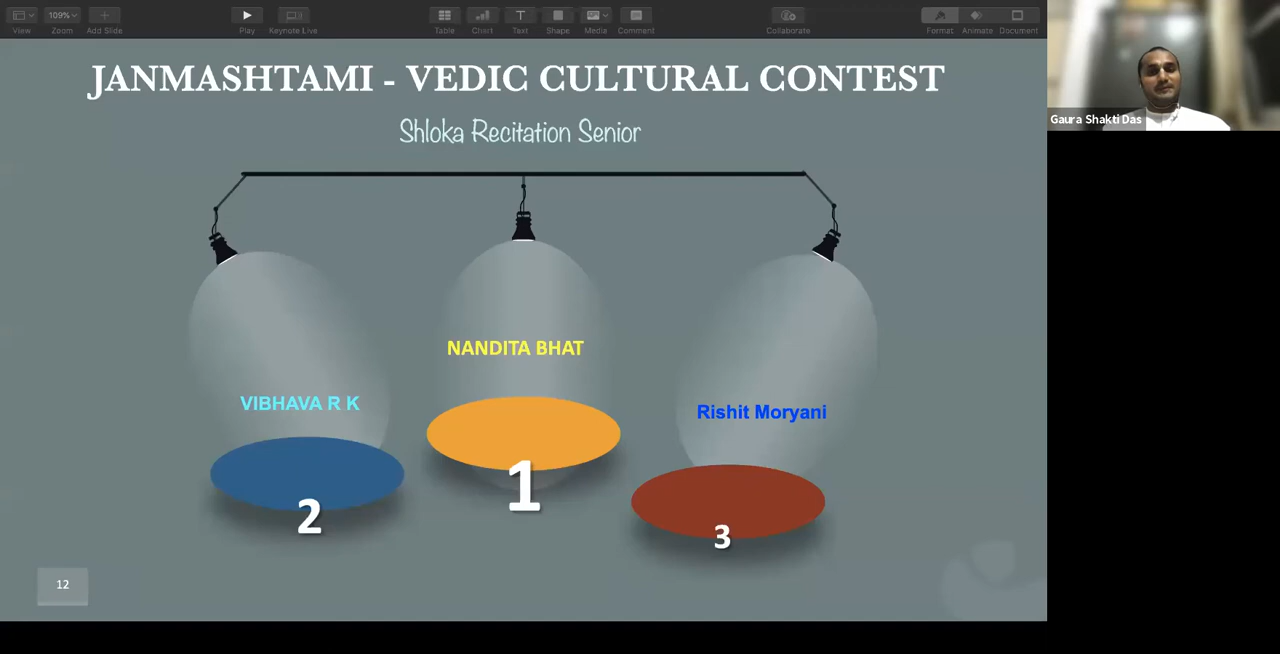 109%
View
Zoom
Add Slide
Play
Keynote Live
Table
Chart
Text
Shape
Media
Comment
Collaborate
Format
Animate
Document
JANMASHTAMI - VEDIC CULTURAL CONTEST
Shloka Recitation Senior
Gaura Shakti Das
NANDITA BHAT
VIBHAVA R K
Rishit Moryani
1
2
3
12